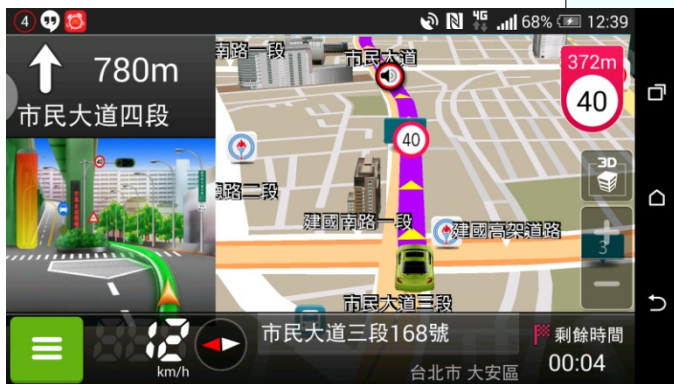 4 4G 68% 12:39
780m
市民大道四段
南路一段
市民大道
372m
40
40
3D
路二段
建國南路一段
建國高架道路
3
市民大道三段
12
km/h
市民大道三段168號
台北市 大安區
剩餘時間
00:04